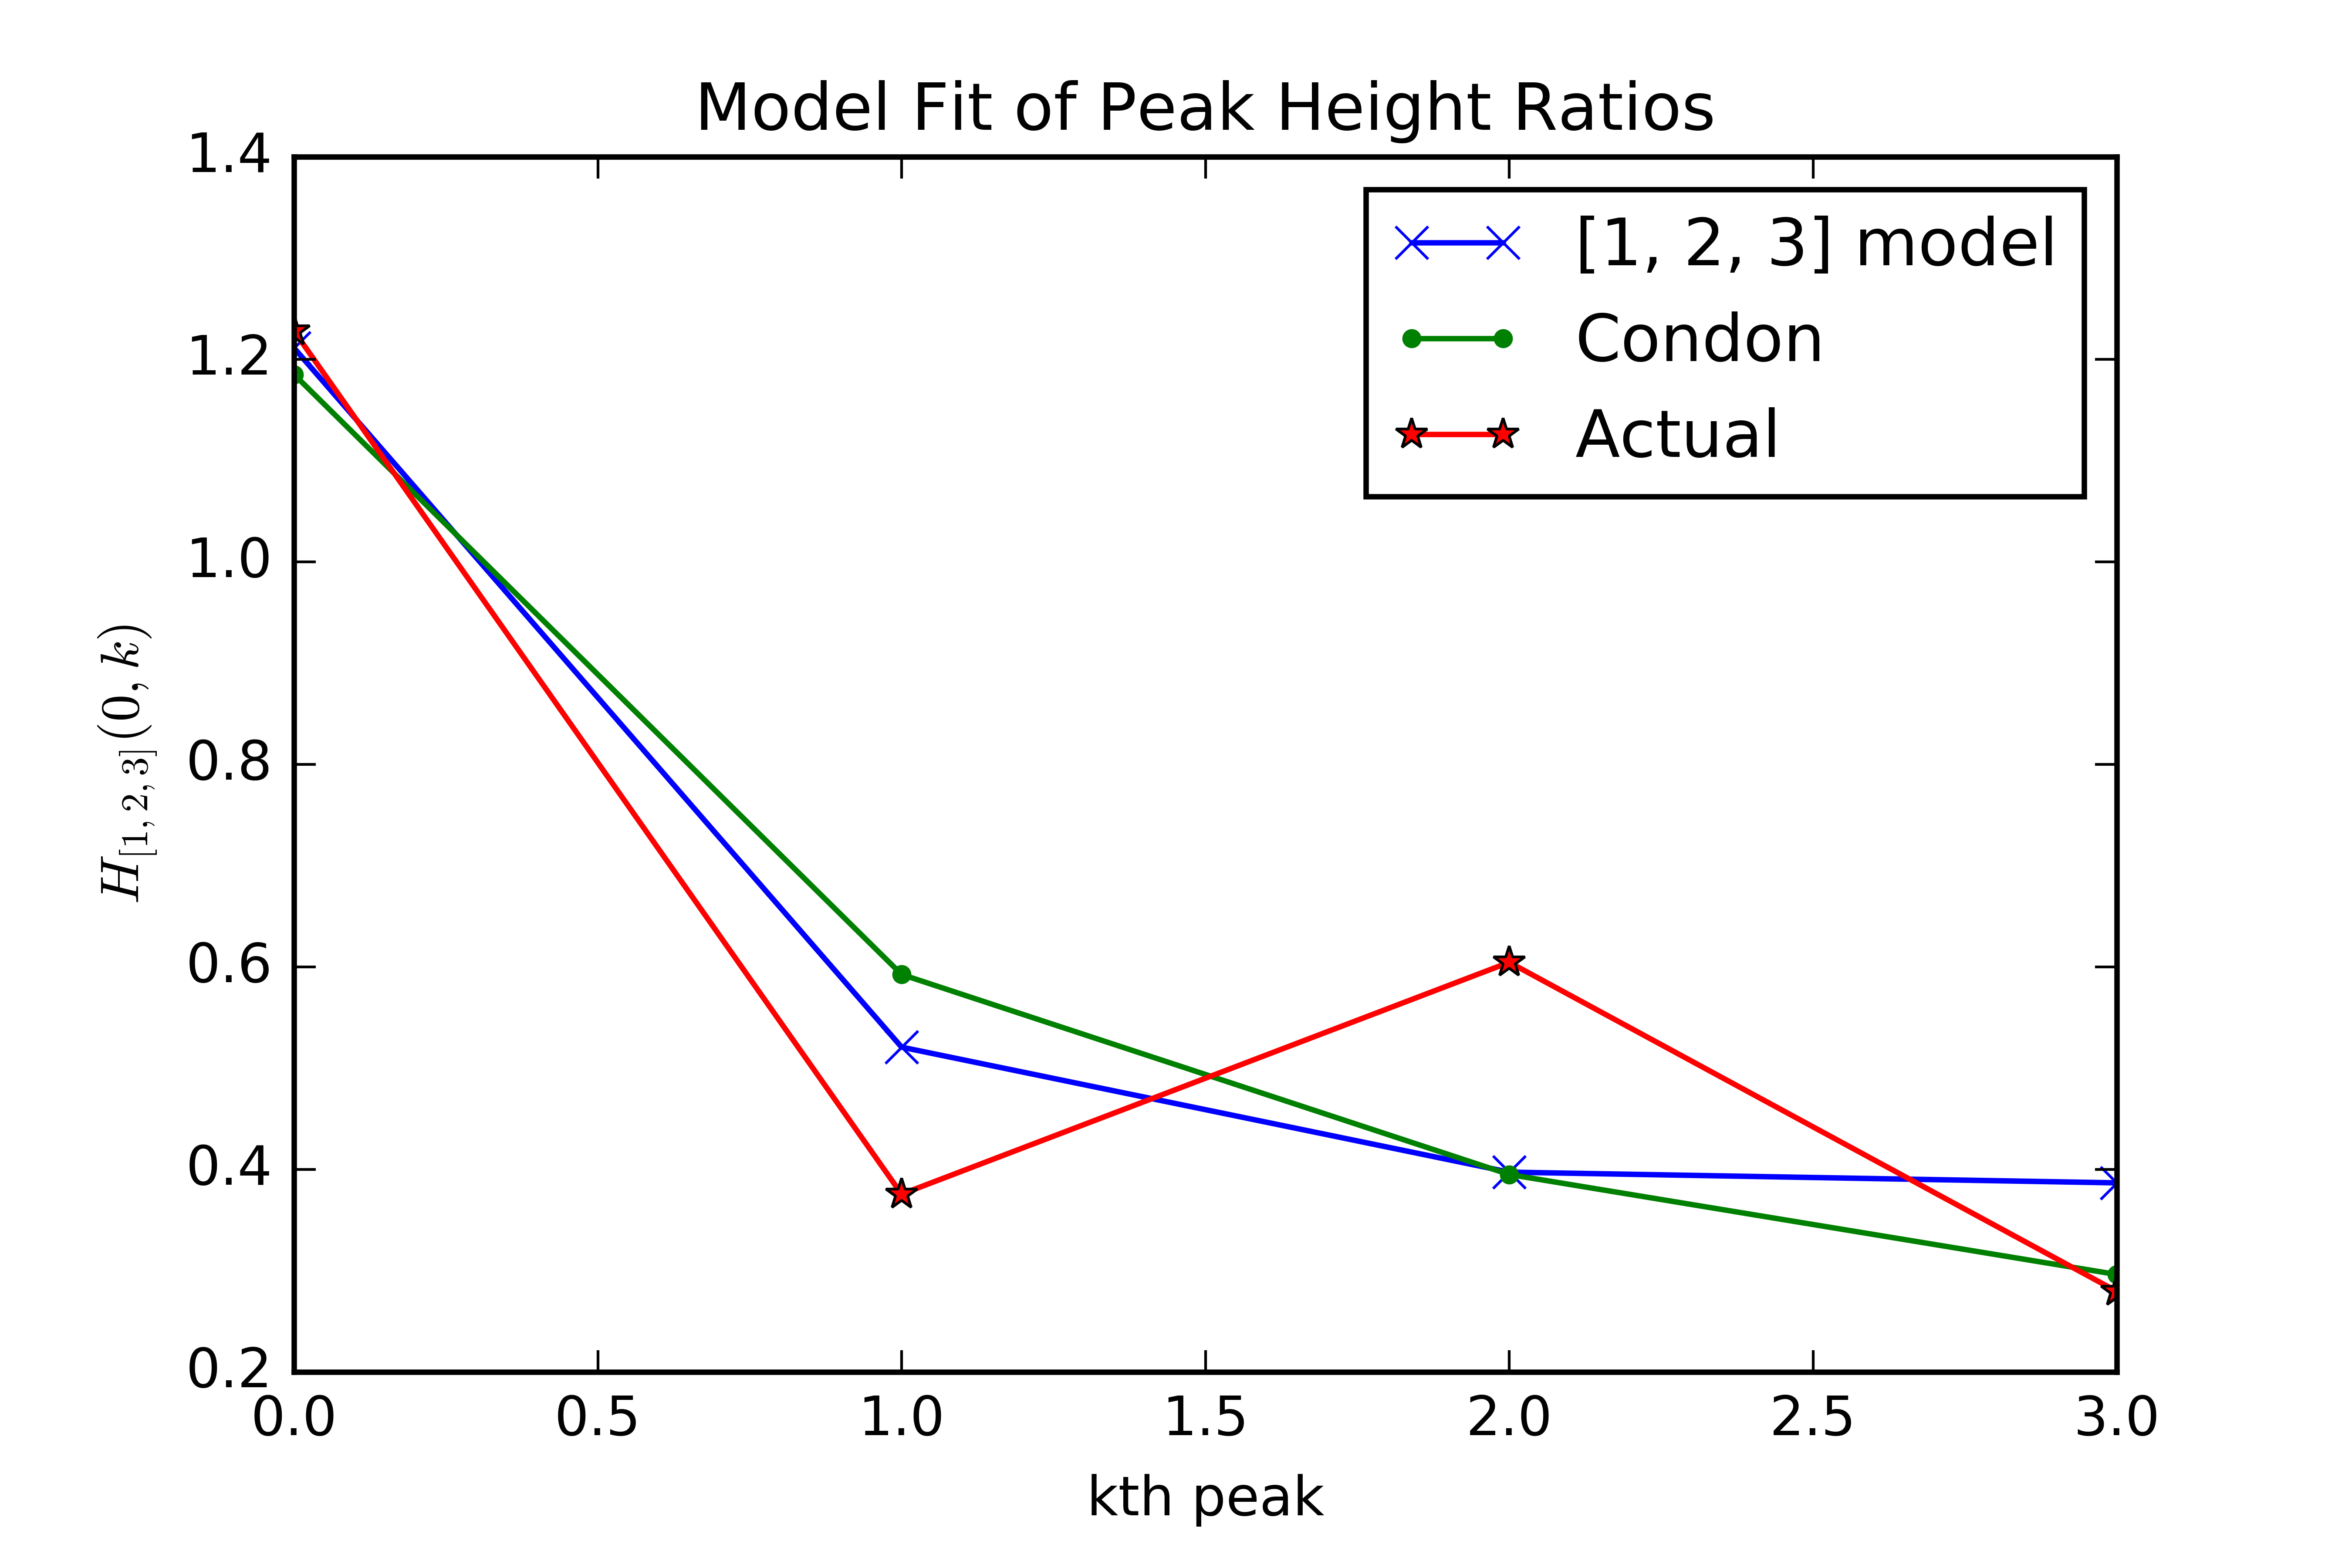 Model Fit of Peak Height Ratios
1.4
1.2
1.0
0.8
0.6
0.4
0.2
H[1,2,3](0,k)
[1, 2, 3] model
Condon
Actual
0.0 0.5 1.0 1.5 2.0 2.5 3.0
kth peak